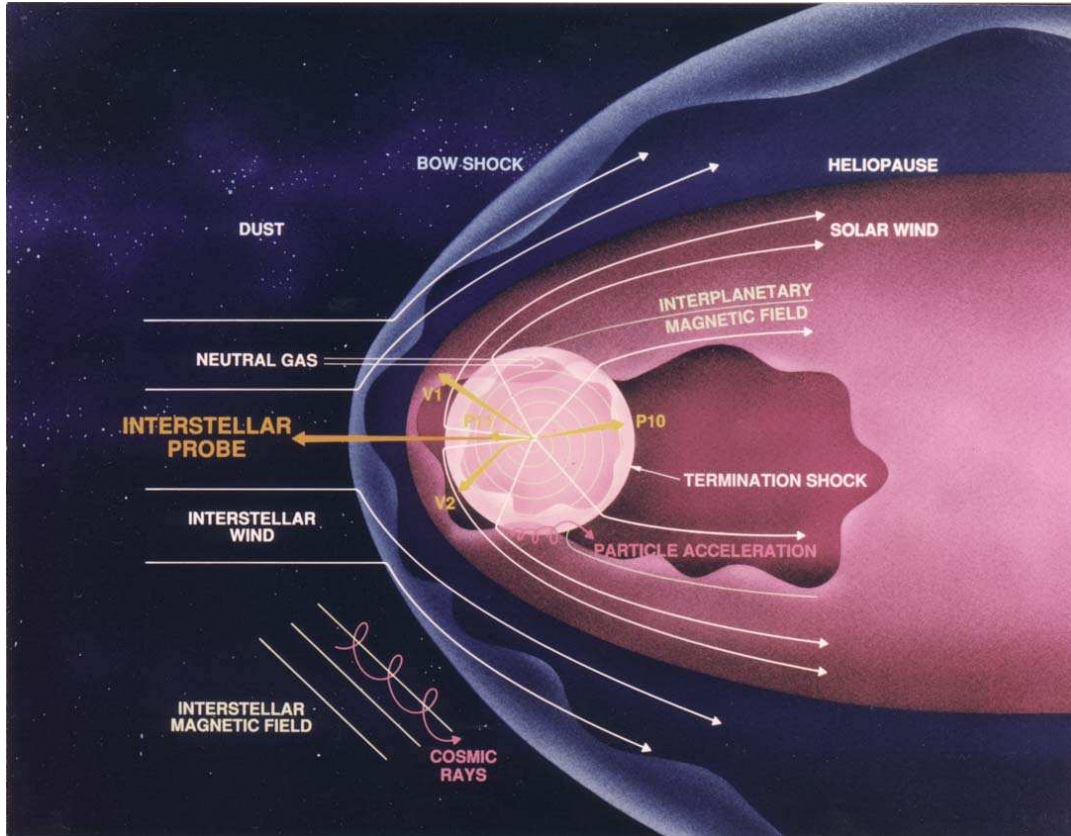 BOW SHOCK
HELIOPAUSE
DUST
SOLAR WIND
INTERPLANETARY
MAGNETIC FIELD
NEUTRAL GAS
V1
P11
P10
INTERSTELLAR
PROBE
TERMINATION SHOCK
V2
INTERSTELLAR
WIND
PARTICLE ACCELERATION
INTERSTELLAR
MAGNETIC FIELD
COSMIC
RAYS